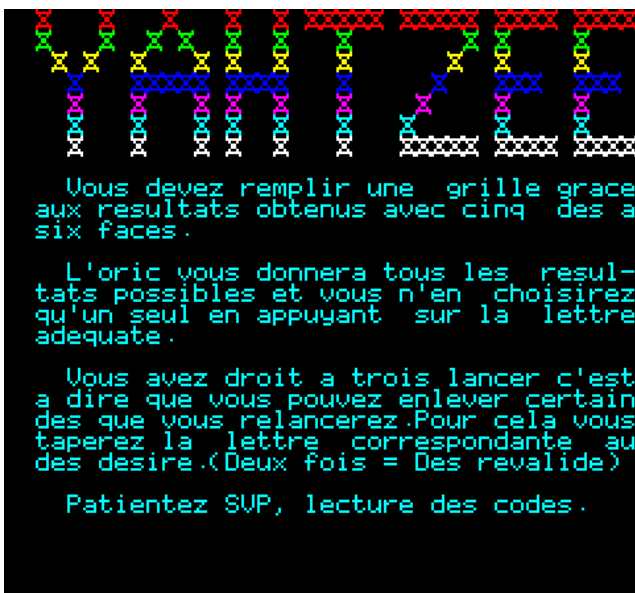 YAHTZEE
Vous devez remplir une grille grace
aux resultats obtenus avec cinq des a
six faces.
L'oric vous donnera tous les resul-
tats possibles et vous n'en choisirez
qu'un seul en appuyant sur la lettre
adequate.
Vous avez droit a trois lancer c'est
a dire que vous pouvez enlever certain
des que vous relancerez.Pour cela vous
taperez la lettre correspondante au
des desire.(Deux fois = Des revalide)
Patientez SVP, lecture des codes.